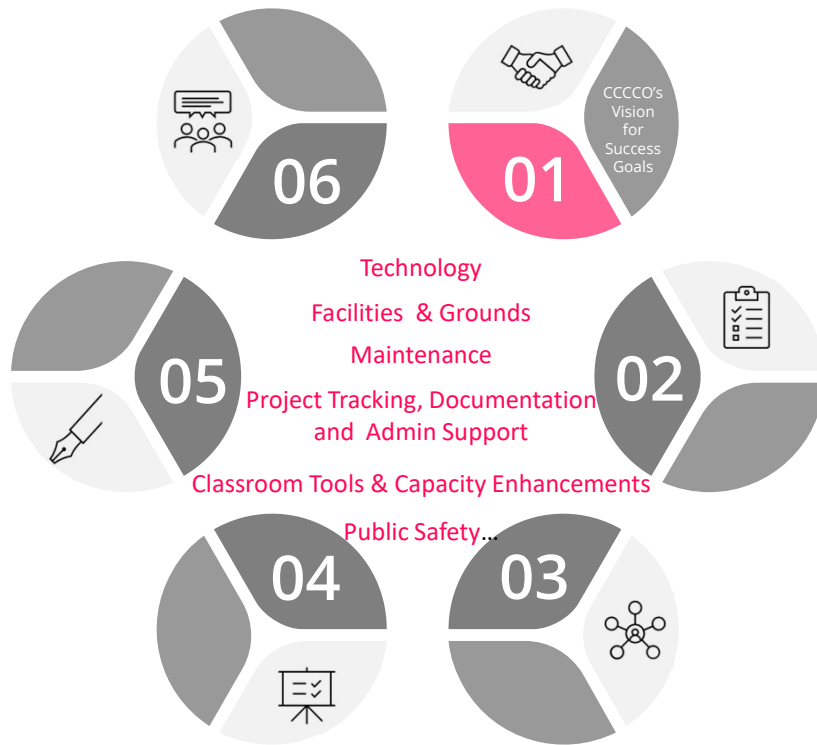 CCCCO's
Vision
for
Success
Goals
06
01
Technology
Facilities & Grounds
Maintenance
05
02
Project Tracking, Documentation
and Admin Support
Classroom Tools & Capacity Enhancements
Public Safety...
04
03